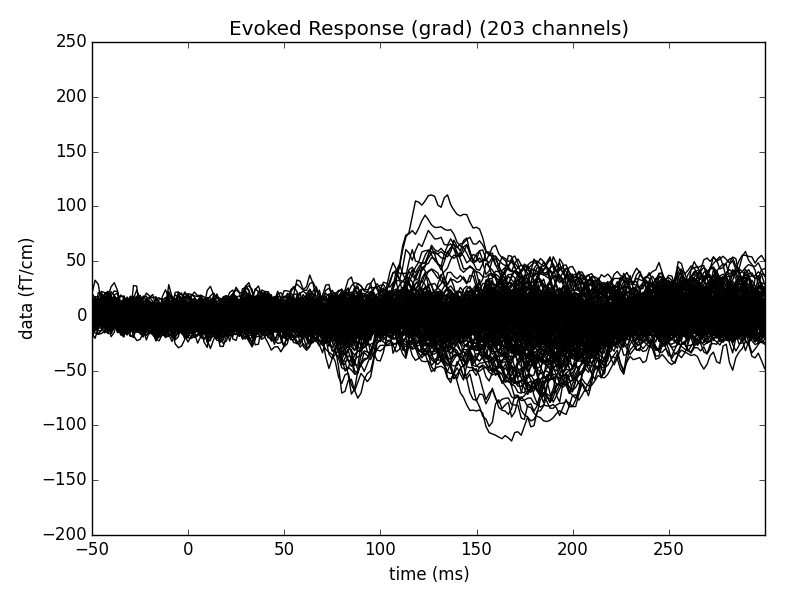 Evoked Response (grad) (203 channels)
250
200
150
100
50
0
−50
−100
−150
−200
data (fT/cm)
−50 0 50 100 150 200 250
time (ms)